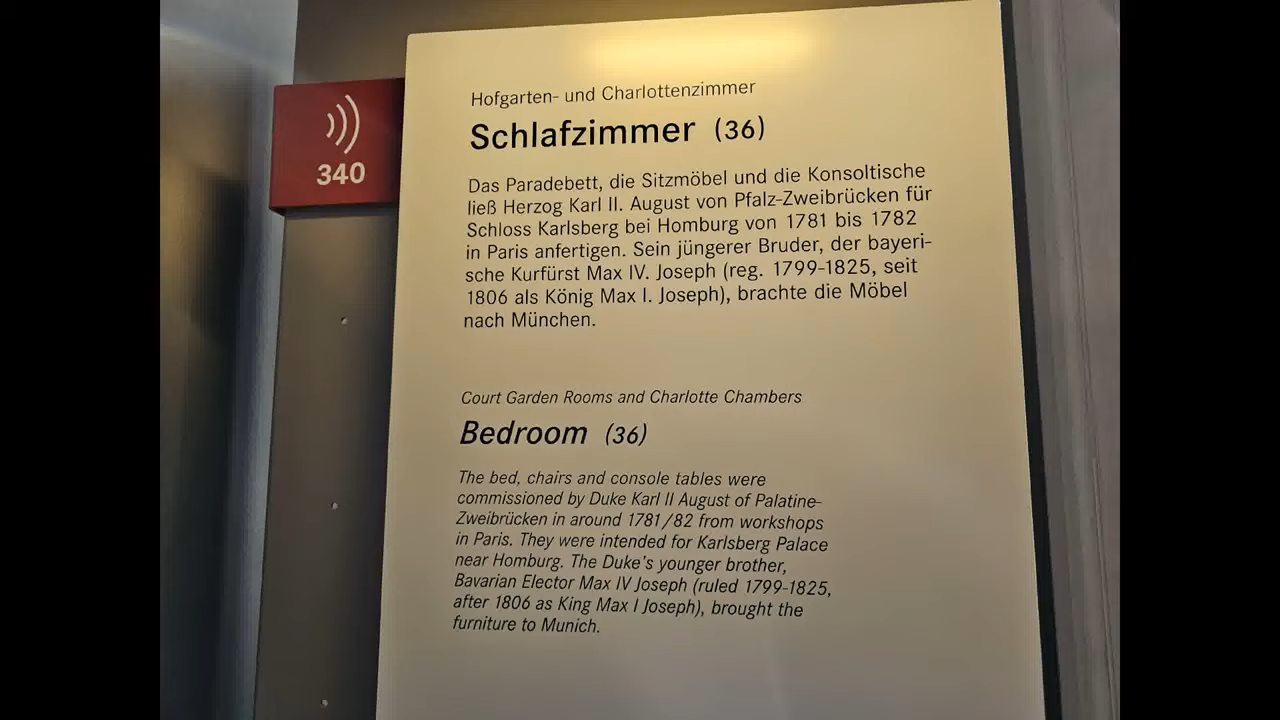 340
Hofgarten- und Charlottenzimmer
Schlafzimmer (36)
Das Paradebett, die Sitzmöbel und die Konsoltische
ließ Herzog Karl II. August von Pfalz-Zweibrücken für
Schloss Karlsberg bei Homburg von 1781 bis 1782
in Paris anfertigen. Sein jüngerer Bruder, der bayeri-
sche Kurfürst Max IV. Joseph (reg. 1799-1825, seit
1806 als König Max I. Joseph), brachte die Möbel
nach München.
Court Garden Rooms and Charlotte Chambers
Bedroom (36)
The bed, chairs and console tables were
commissioned by Duke Karl II August of Palatine-
Zweibrücken in around 1781/82 from workshops
in Paris. They were intended for Karlsberg Palace
near Homburg. The Duke's younger brother,
Bavarian Elector Max IV Joseph (ruled 1799-1825,
after 1806 as King Max I Joseph), brought the
furniture to Munich.